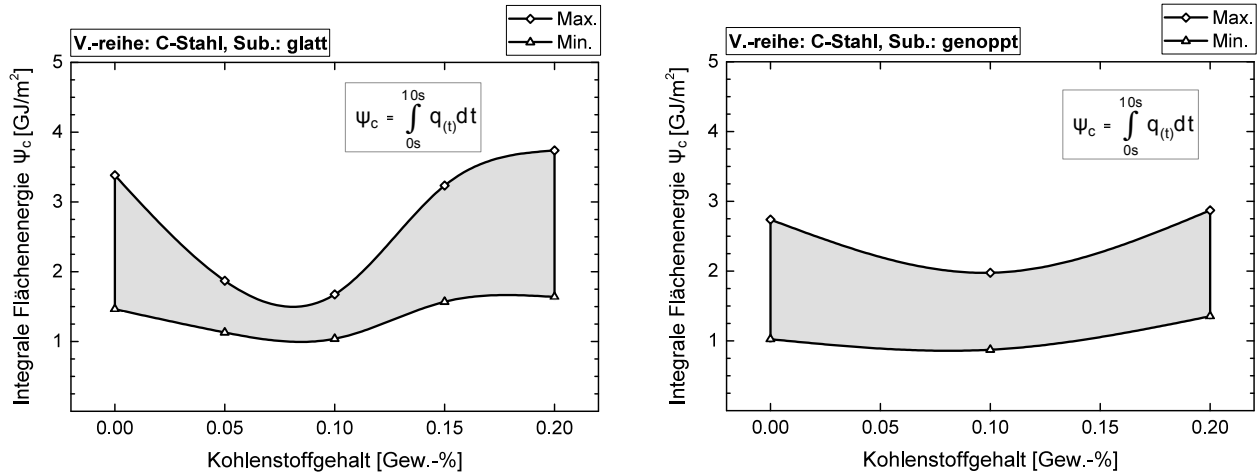 Max.
Min.
V.-reihe: C-Stahl, Sub.: glatt
Integrale Flächenenergie Ψc [GJ/m²]
5
4
3
2
1
Ψc = ∫ 0s 10s q(t)dt
0.00 0.05 0.10 0.15 0.20
Kohlenstoffgehalt [Gew.-%]
Max.
Min.
V.-reihe: C-Stahl, Sub.: genoppt
Integrale Flächenenergie Ψc [GJ/m²]
5
4
3
2
1
Ψc = ∫ 0s 10s q(t)dt
0.00 0.05 0.10 0.15 0.20
Kohlenstoffgehalt [Gew.-%]